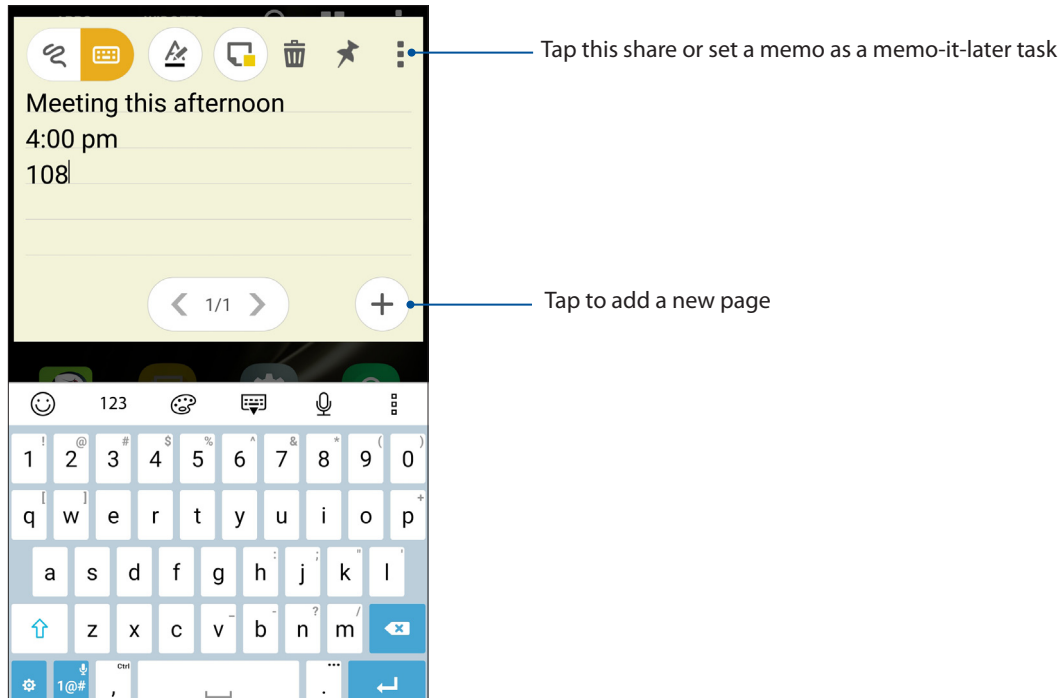 Tap this share or set a memo as a memo-it-later task
Meeting this afternoon
4:00 pm
108
1/1
Tap to add a new page
123
! @ # $ % ^ & * ( )
1 2 3 4 5 6 7 8 9 0
[ ] +
q w e r t y u i o p
: ; " '
a s d f g h j k l
_ - ? /
z x c v b n m
Ctrl ...
1@# , .